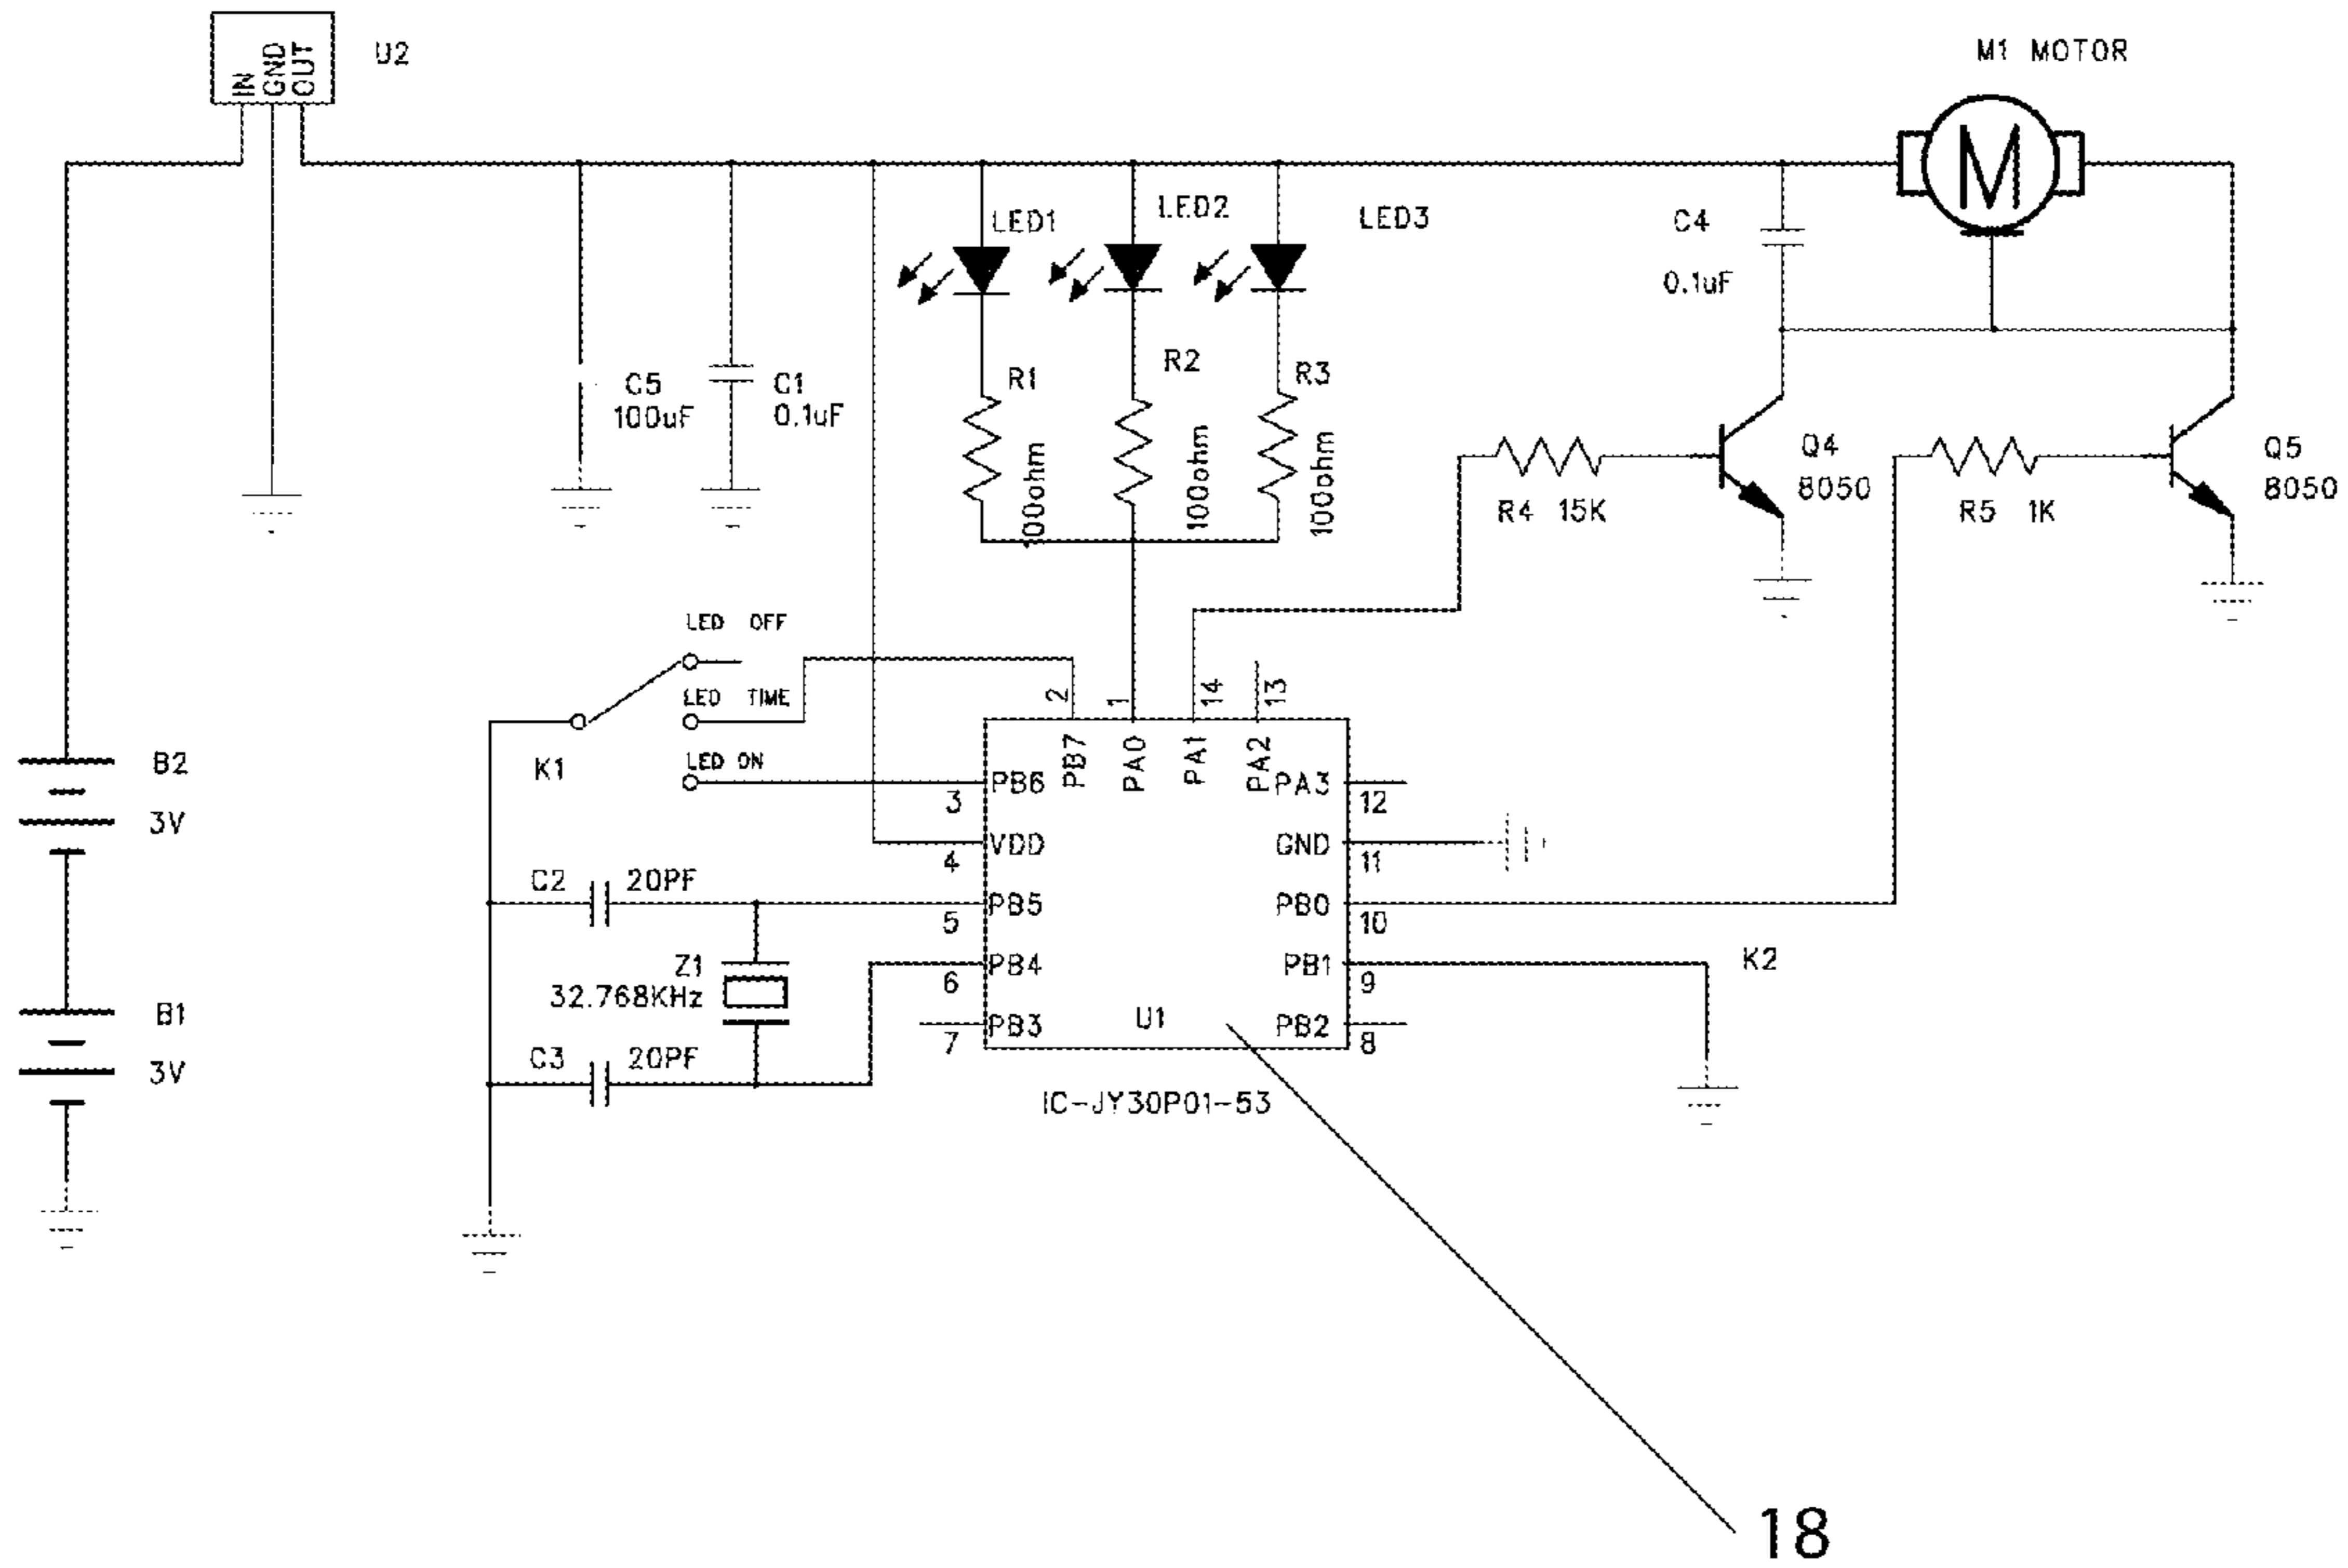 U2
M1 MOTOR
IN
GND
OUT
M
LED1
LED2
LED3
C4
0.1uF
C5
100uF
C1
0.1uF
R1
100ohm
R2
100ohm
R3
100ohm
Q4
8050
R4 15K
Q5
8050
R5 1K
LED OFF
LED TIME
LED ON
K1
2
1
14
13
PB7
PA0
PA1
PA2
B2
3V
PB6
3
PA3
12
VDD
4
GND
11
C2 20PF
PB5
5
PB0
10
Z1
32.768KHz
PB4
6
PB1
9
K2
B1
3V
PB3
7
U1
PB2
8
C3 20PF
IC-JY30P01-53
18